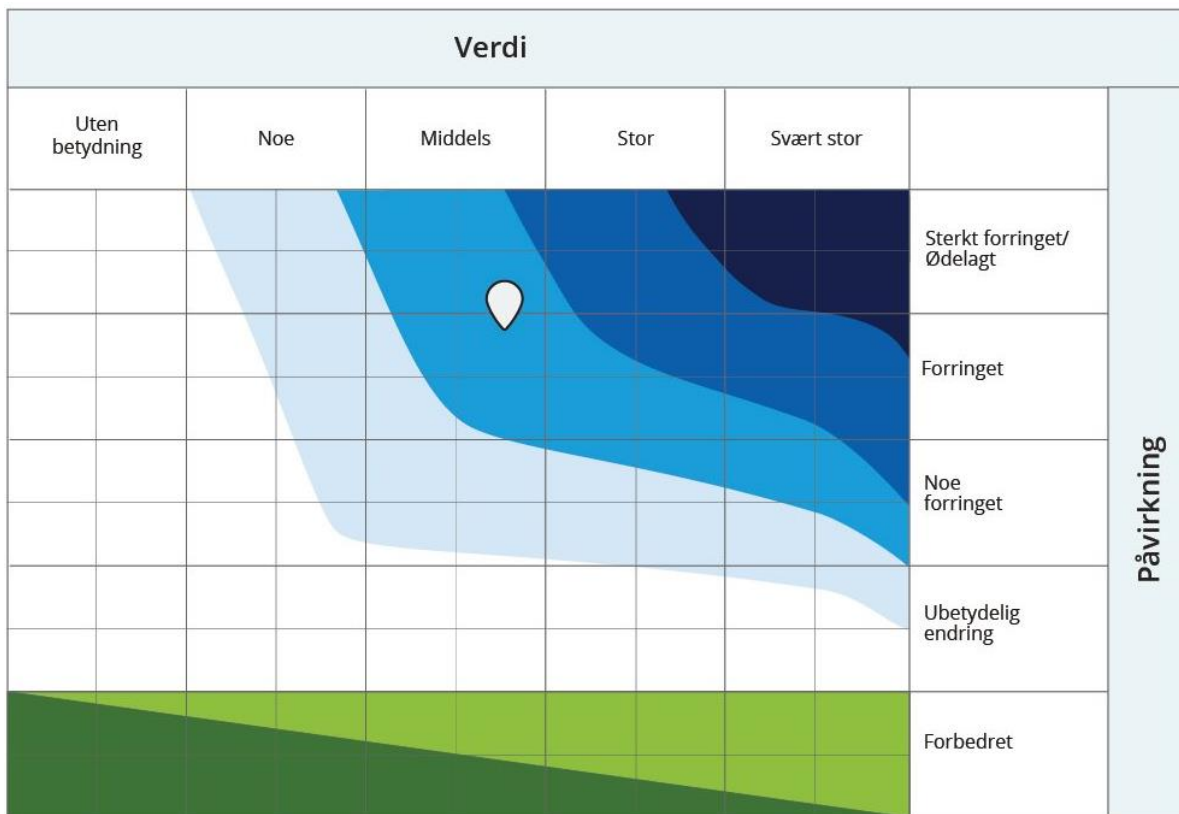 Verdi
Uten
betydning
Noe
Middels
Stor
Svært stor
Sterkt forringet/
Ødelagt
Forringet
Noe
forringet
Ubetydelig
endring
Forbedret
Påvirkning